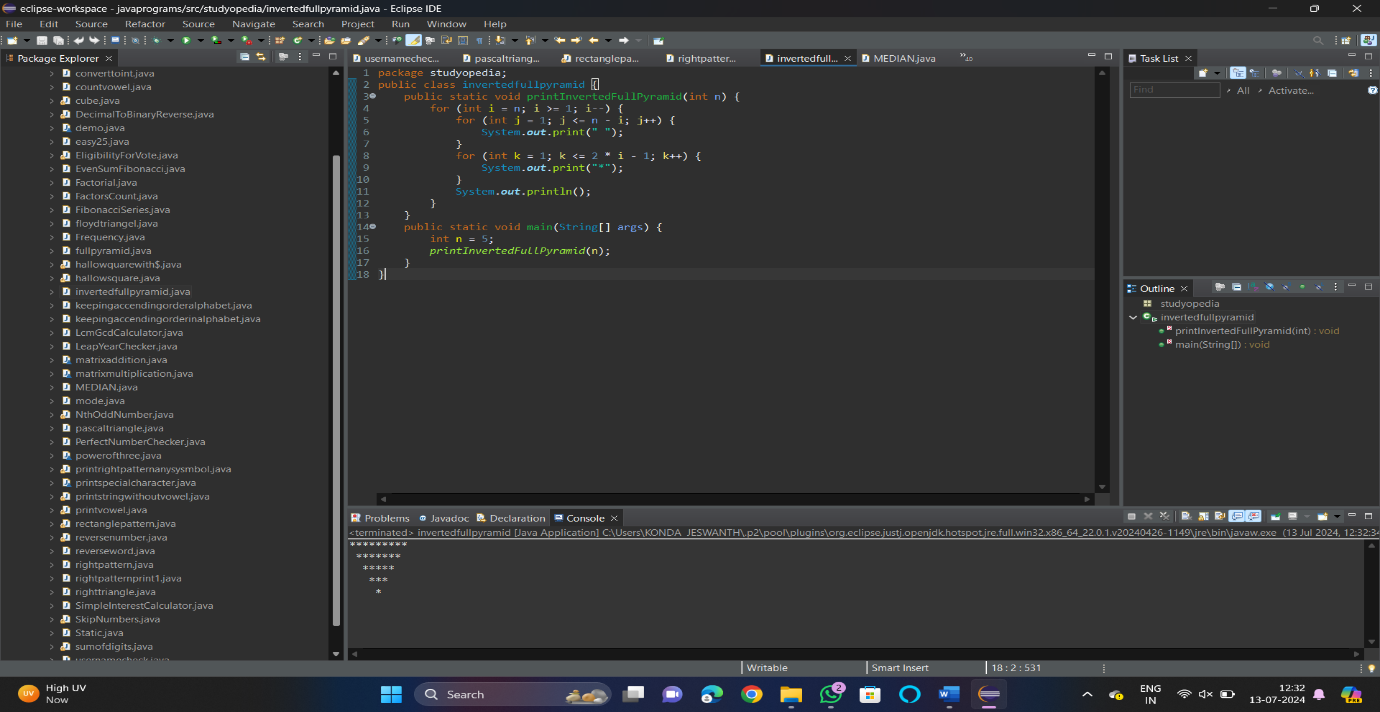 eclipse-workspace - javaprograms/src/studyopedia/invertedfullpyramid.java - Eclipse IDE
File Edit Source Refactor Source Navigate Search Project Run Window Help
Package Explorer
converttoint.java
countvowel.java
cube.java
DecimalToBinaryReverse.java
demo.java
easy25.java
EligibilityForVote.java
EvenSumFibonacci.java
Factorial.java
FactorsCount.java
FibonacciSeries.java
floydtriangel.java
Frequency.java
fullpyramid.java
hallowquarewith$.java
hallowsquare.java
invertedfullpyramid.java
keepingaccendingorderalphabet.java
keepingaccendingorderinalphabet.java
LcmGcdCalculator.java
LeapYearChecker.java
matrixaddition.java
matrixmultiplication.java
MEDIAN.java
mode.java
NthOddNumber.java
pascaltriangle.java
PerfectNumberChecker.java
powerofthree.java
printrightpatternanysysmbol.java
printspecialcharacter.java
printstringwithoutvowel.java
printvowel.java
rectanglepattern.java
reversenumber.java
reverseword.java
rightpattern.java
rightpatternprint1.java
righttriangle.java
SimpleInterestCalculator.java
SkipNumbers.java
Static.java
sumofdigits.java
usernamecheck.java
usernamechec... pascaltriang... rectanglepa... rightpatter... invertedfull... MEDIAN.java »10
1 package studyopedia;
2 public class invertedfullpyramid {
3 public static void printInvertedFullPyramid(int n) {
4 for (int i = n; i >= 1; i--) {
5 for (int j = 1; j <= n - i; j++) {
6 System.out.print(" ");
7 }
8 for (int k = 1; k <= 2 * i - 1; k++) {
9 System.out.print("*");
10 }
11 System.out.println();
12 }
13 }
14 public static void main(String[] args) {
15 int n = 5;
16 printInvertedFullPyramid(n);
17 }
18 }
Task List
Find All Activate...
Outline
studyopedia
invertedfullpyramid
printInvertedFullPyramid(int) : void
main(String[]) : void
Problems Javadoc Declaration Console
<terminated> invertedfullpyramid [Java Application] C:\Users\KONDA JESWANTH\.p2\pool\plugins\org.eclipse.justj.openjdk.hotspot.jre.full.win32.x86_64_22.0.1.v20240426-1149\jre\bin\javaw.exe (13 Jul 2024, 12:32:34
*********
*******
*****
***
*
Writable Smart Insert 18 : 2 : 531
UV High UV
Now
Search
2
ENG
IN
12:32
13-07-2024
PRE